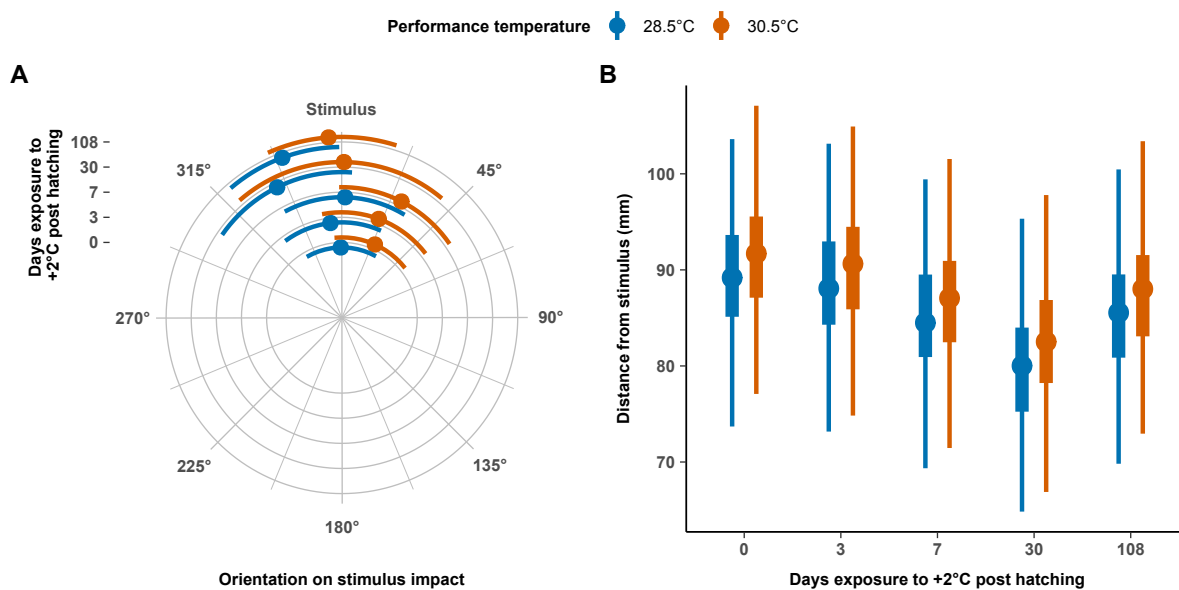 Performance temperature 28.5°C 30.5°C
A
B
Stimulus
Days exposure to
+2°C post hatching
108
30
7
3
0
315°
45°
270°
90°
225°
135°
180°
Orientation on stimulus impact
Distance from stimulus (mm)
100
90
80
70
0 3 7 30 108
Days exposure to +2°C post hatching